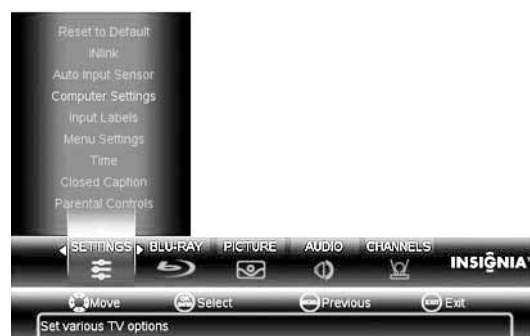 Reset to Default
INlink
Auto Input Sensor
Computer Settings
Input Labels
Menu Settings
Time
Closed Caption
Parental Controls
SETTINGS BLU-RAY PICTURE AUDIO CHANNELS
INSIGNIA
Move Select Previous Exit
Set various TV options